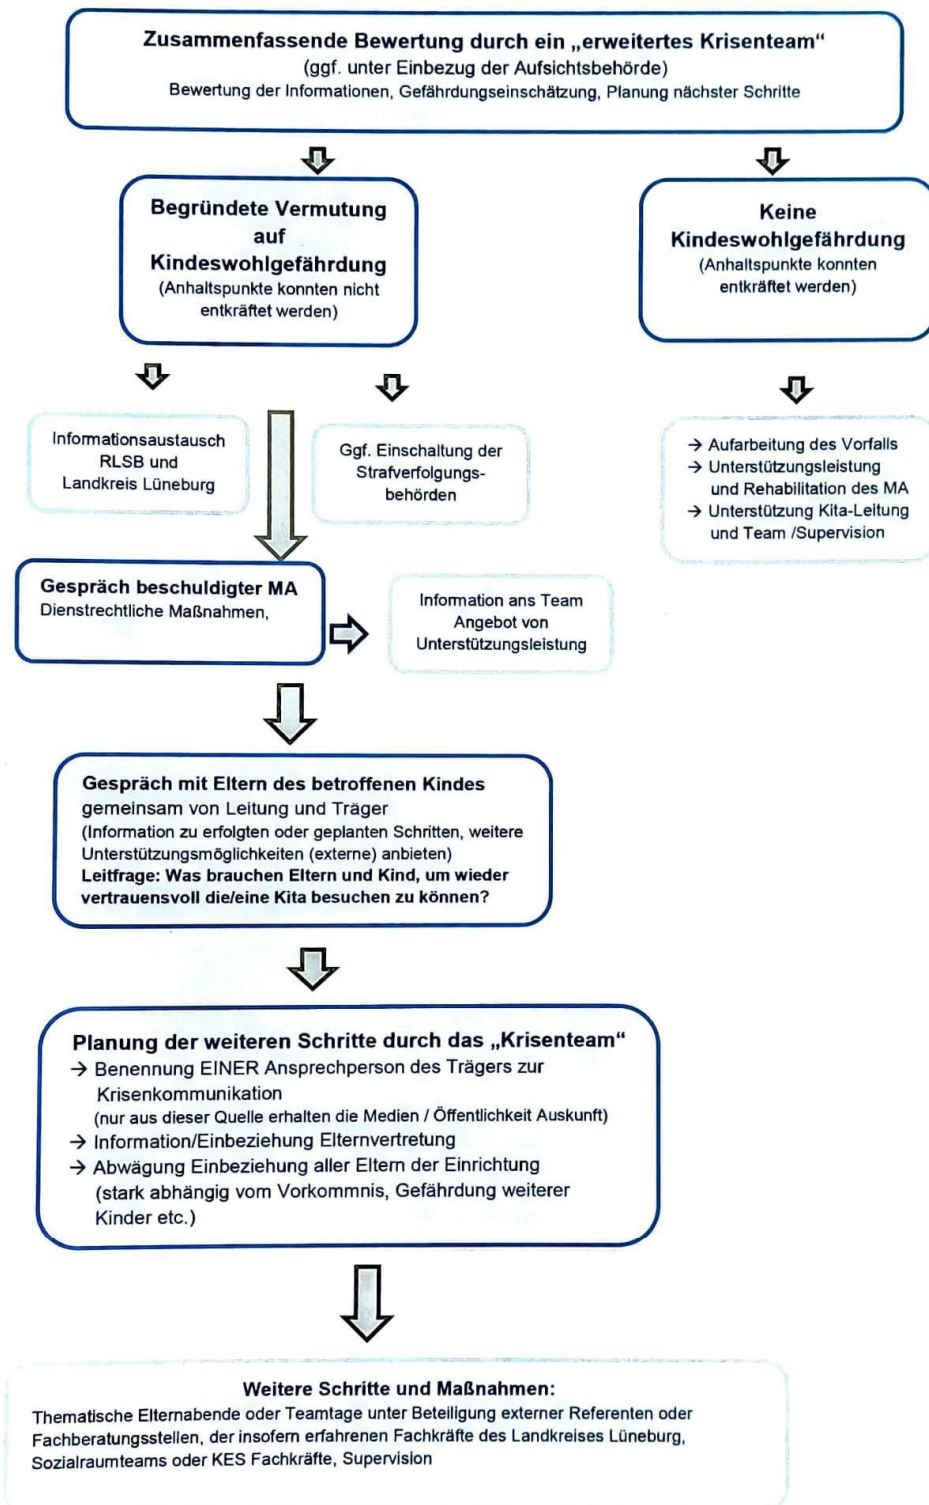 Zusammenfassende Bewertung durch ein „erweitertes Krisenteam“
(ggf. unter Einbezug der Aufsichtsbehörde)
Bewertung der Informationen, Gefährdungseinschätzung, Planung nächster Schritte
Begründete Vermutung
auf
Kindeswohlgefährdung
(Anhaltspunkte konnten nicht
entkräftet werden)
Keine
Kindeswohlgefährdung
(Anhaltspunkte konnten
entkräftet werden)
Informationsaustausch
RLSB und
Landkreis Lüneburg
Ggf. Einschaltung der
Strafverfolgungs-
behörden
→ Aufarbeitung des Vorfalls
→ Unterstützungsleistung
und Rehabilitation des MA
→ Unterstützung Kita-Leitung
und Team /Supervision
Gespräch beschuldigter MA
Dienstrechtliche Maßnahmen,
Information ans Team
Angebot von
Unterstützungsleistung
Gespräch mit Eltern des betroffenen Kindes
gemeinsam von Leitung und Träger
(Information zu erfolgten oder geplanten Schritten, weitere
Unterstützungsmöglichkeiten (externe) anbieten)
Leitfrage: Was brauchen Eltern und Kind, um wieder
vertrauensvoll die/eine Kita besuchen zu können?
Planung der weiteren Schritte durch das „Krisenteam“
→ Benennung EINER Ansprechperson des Trägers zur
Krisenkommunikation
(nur aus dieser Quelle erhalten die Medien / Öffentlichkeit Auskunft)
→ Information/Einbeziehung Elternvertretung
→ Abwägung Einbeziehung aller Eltern der Einrichtung
(stark abhängig vom Vorkommnis, Gefährdung weiterer
Kinder etc.)
Weitere Schritte und Maßnahmen:
Thematische Elternabende oder Teamtage unter Beteiligung externer Referenten oder
Fachberatungsstellen, der insofern erfahrenen Fachkräfte des Landkreises Lüneburg,
Sozialraumteams oder KES Fachkräfte, Supervision